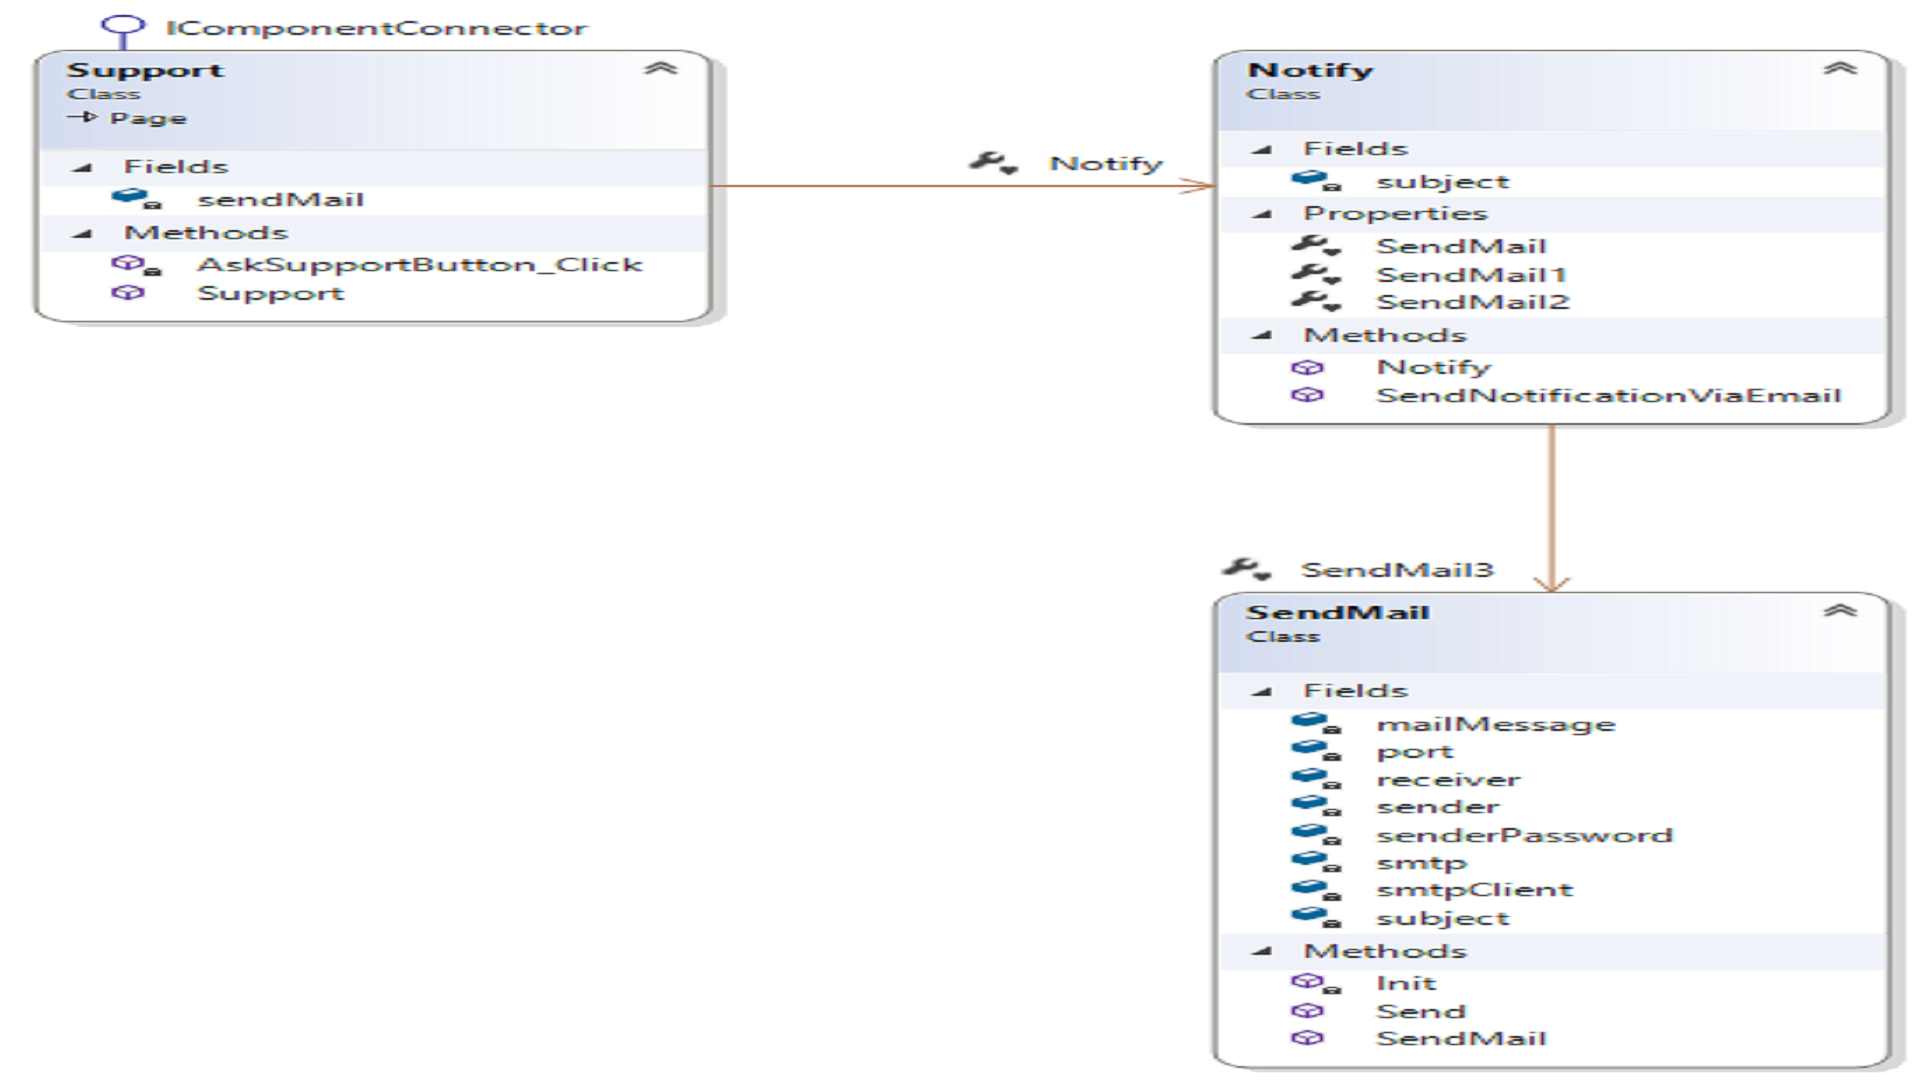 IComponentConnector
Support
Class
Page
Fields
sendMail
Methods
AskSupportButton_Click
Support
Notify
Notify
Class
Fields
subject
Properties
SendMail
SendMail1
SendMail2
Methods
Notify
SendNotificationViaEmail
SendMail3
SendMail
Class
Fields
mailMessage
port
receiver
sender
senderPassword
smtp
smtpClient
subject
Methods
Init
Send
SendMail